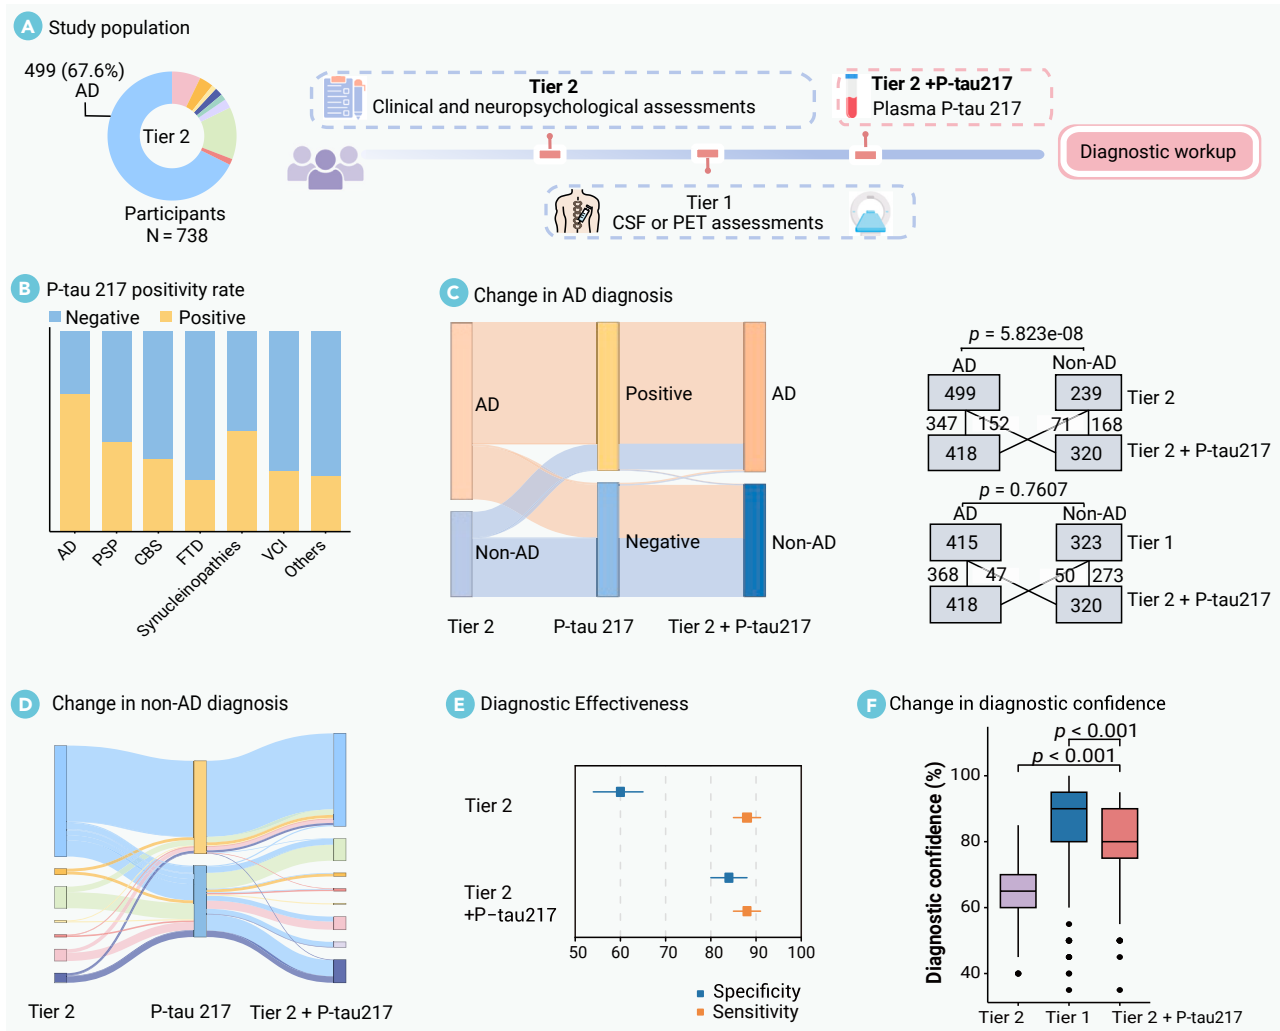 A Study population
499 (67.6%)
AD
Tier 2
Participants
N = 738
Tier 2
Clinical and neuropsychological assessments
Tier 2 +P-tau217
Plasma P-tau 217
Tier 1
CSF or PET assessments
Diagnostic workup
B P-tau 217 positivity rate
Negative Positive
AD PSP CBS FTD Synucleinopathies VCI Others
C Change in AD diagnosis
AD
Non-AD
Positive
Negative
AD
Non-AD
Tier 2 P-tau 217 Tier 2 + P-tau217
p = 5.823e-08
AD Non-AD
499 239 Tier 2
347 152 71 168
418 320 Tier 2 + P-tau217
p = 0.7607
AD Non-AD
415 323 Tier 1
368 47 50 273
418 320 Tier 2 + P-tau217
D Change in non-AD diagnosis
Tier 2 P-tau 217 Tier 2 + P-tau217
E Diagnostic Effectiveness
Tier 2
Tier 2
+P-tau217
50 60 70 80 90 100
Specificity
Sensitivity
F Change in diagnostic confidence
p < 0.001
p < 0.001
Diagnostic confidence (%)
100
80
60
40
Tier 2 Tier 1 Tier 2 + P-tau217